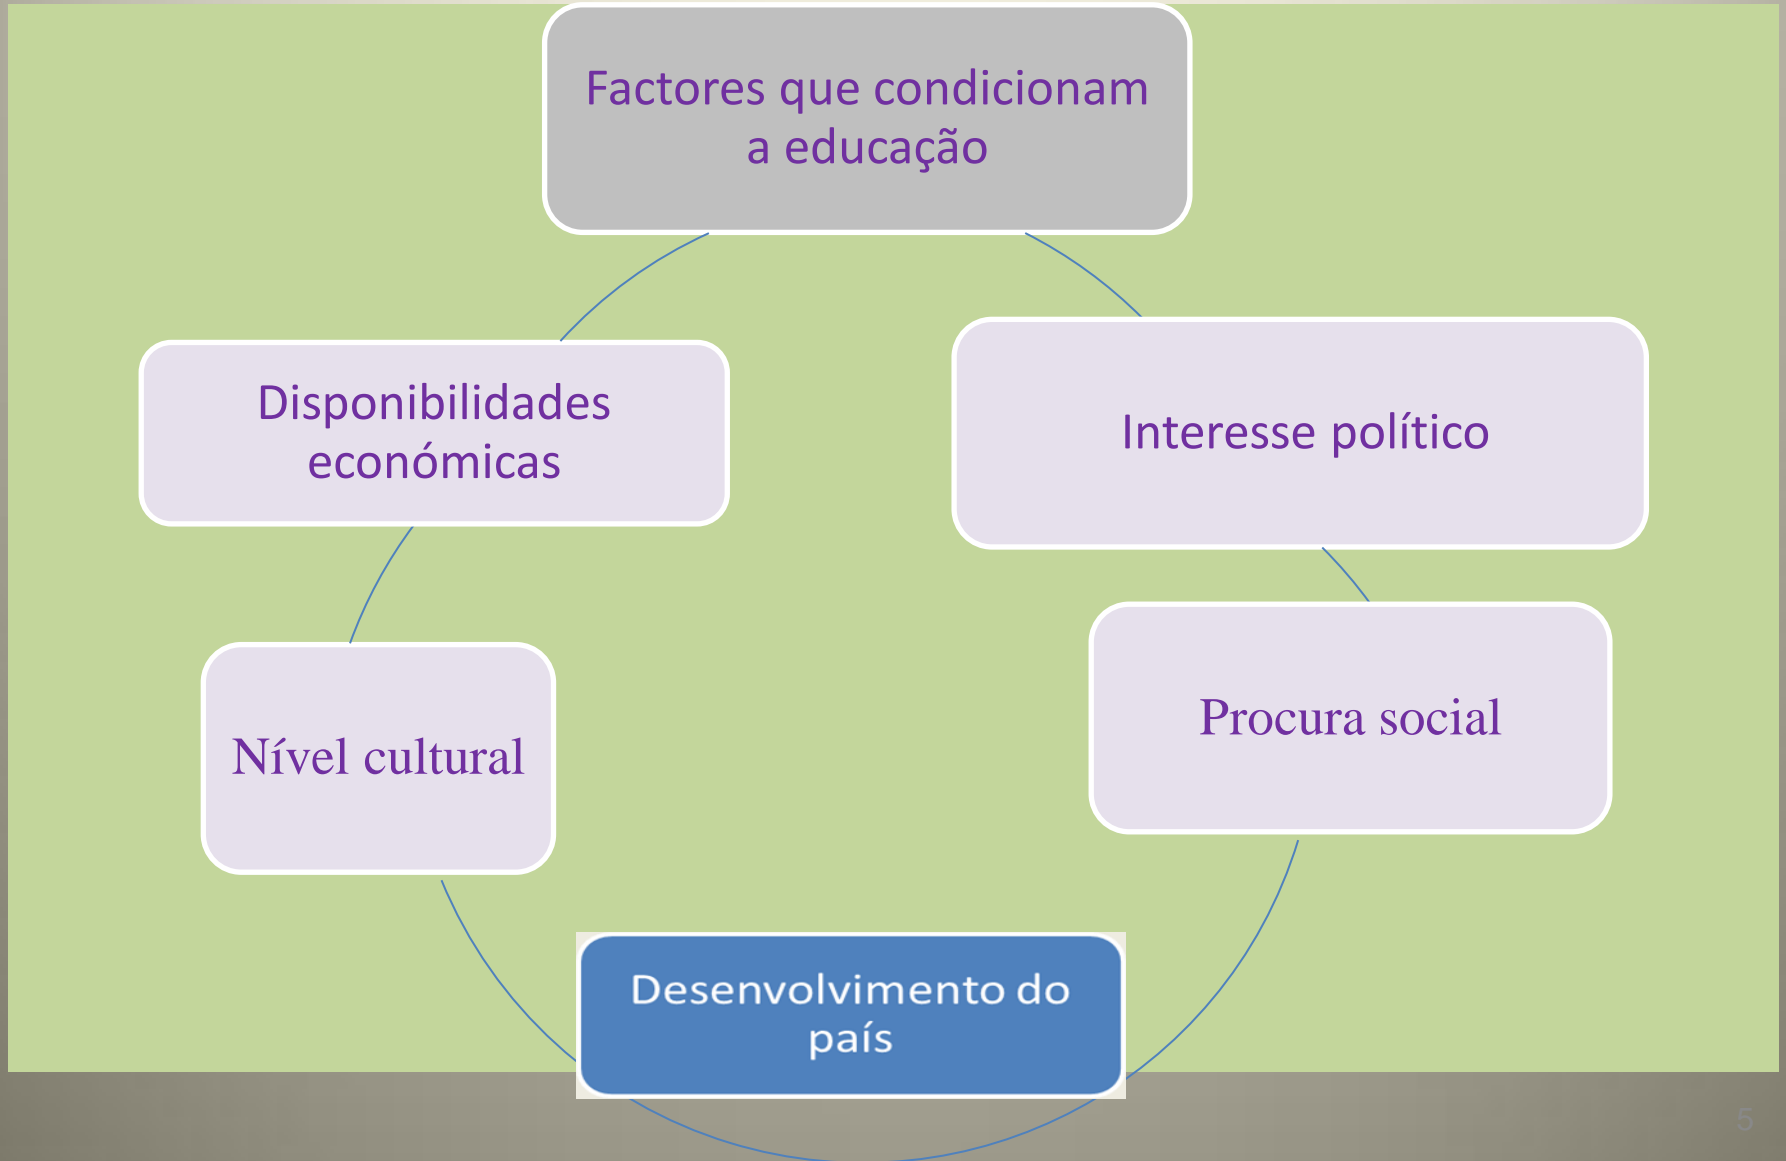 Factores que condicionam
a educação
Disponibilidades
económicas
Interesse político
Nível cultural
Procura social
Desenvolvimento do
país
5